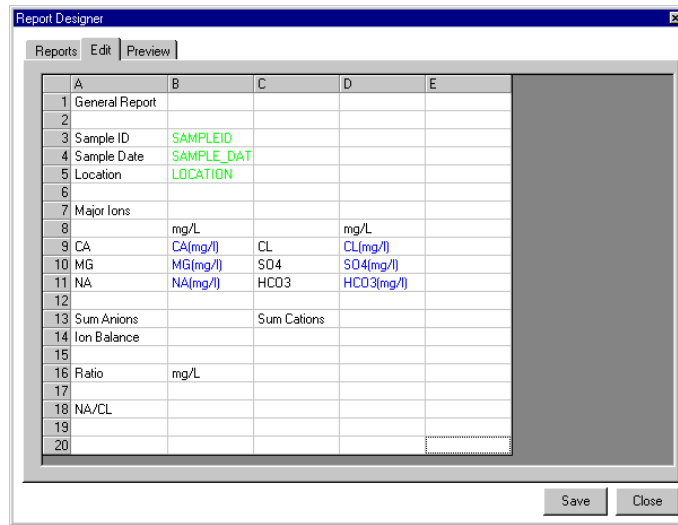 Report Designer
Reports Edit Preview
A B C D E
1 General Report
2
3 Sample ID SAMPLEID
4 Sample Date SAMPLE_DAT
5 Location LOCATION
6
7 Major Ions
8 mg/L mg/L
9 CA CA(mg/l) CL CL(mg/l)
10 MG MG(mg/l) SO4 SO4(mg/l)
11 NA NA(mg/l) HCO3 HCO3(mg/l)
12
13 Sum Anions Sum Cations
14 Ion Balance
15
16 Ratio mg/L
17
18 NA/CL
19
20
Save Close